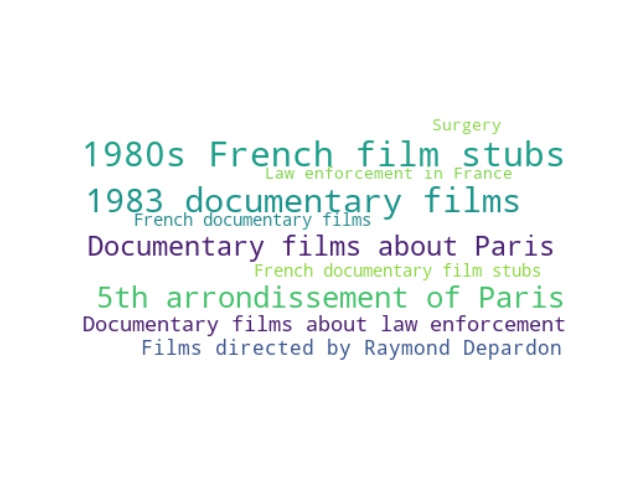 Surgery
1980s French film stubs
Law enforcement in France
1983 documentary films
French documentary films
Documentary films about Paris
French documentary film stubs
5th arrondissement of Paris
Documentary films about law enforcement
Films directed by Raymond Depardon